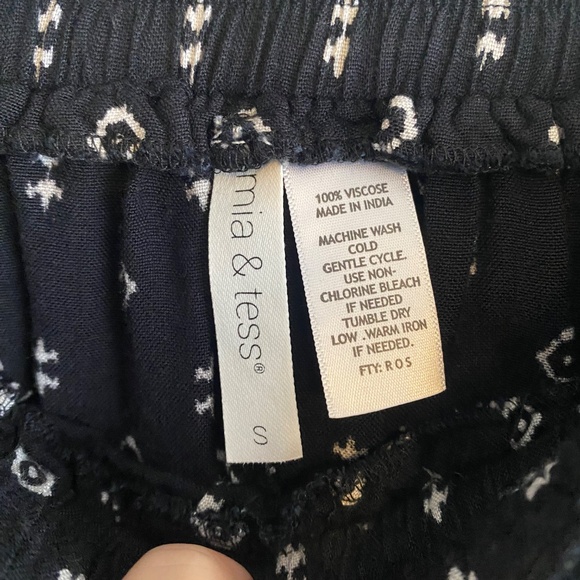 mia & tess®
S
100% VISCOSE
MADE IN INDIA
MACHINE WASH
COLD
GENTLE CYCLE.
USE NON-
CHLORINE BLEACH
IF NEEDED
TUMBLE DRY
LOW .WARM IRON
IF NEEDED.
FTY: R O S